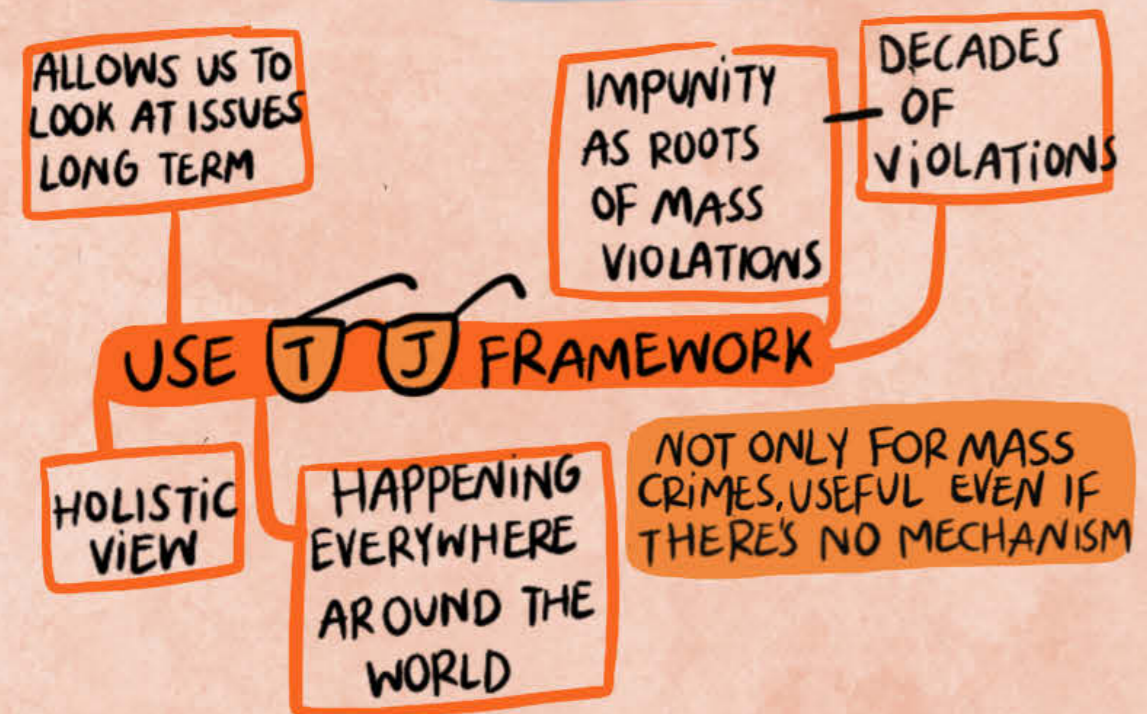 ALLOWS US TO
LOOK AT ISSUES
LONG TERM
IMPUNITY
AS ROOTS
OF MASS
VIOLATIONS
DECADES
OF
VIOLATIONS
USE T J FRAMEWORK
HOLISTIC
VIEW
HAPPENING
EVERYWHERE
AROUND THE
WORLD
NOT ONLY FOR MASS
CRIMES, USEFUL EVEN IF
THERE'S NO MECHANISM